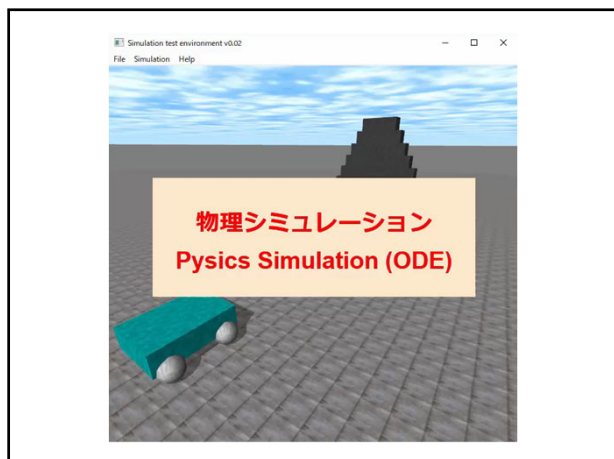 Simulation test environment v0.02
File Simulation Help
物理シミュレーション
Pysics Simulation (ODE)